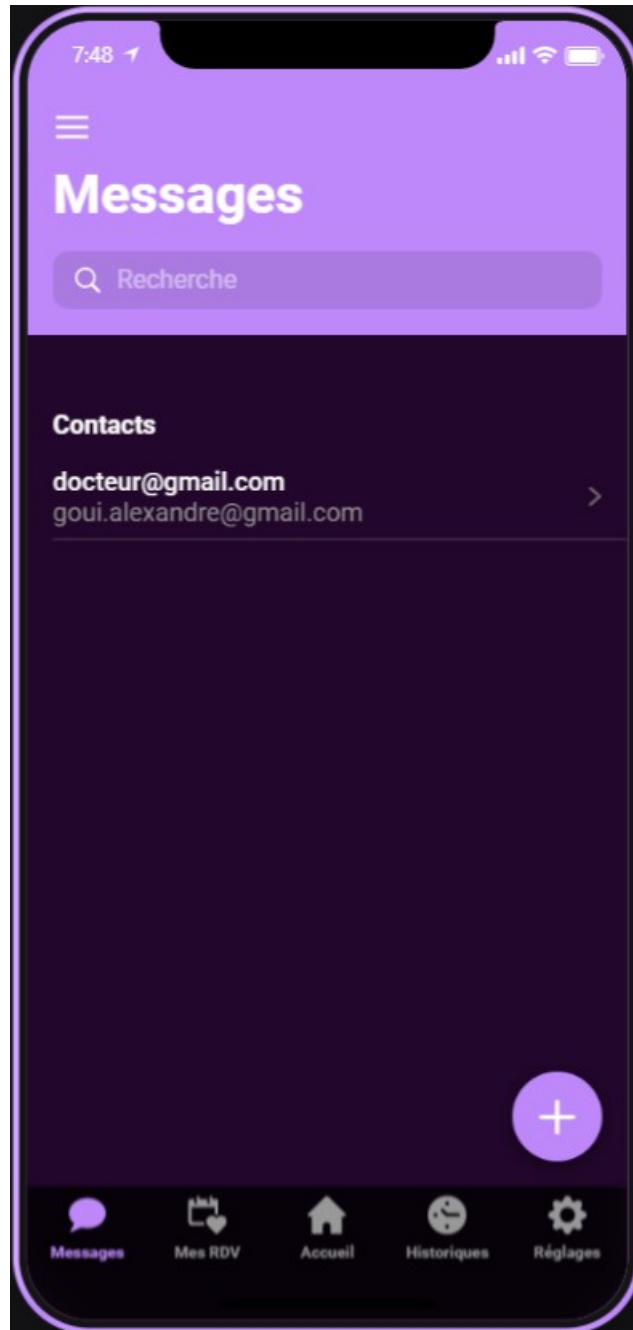 7:48
Messages
Recherche
Contacts
docteur@gmail.com
goui.alexandre@gmail.com
Messages
Mes RDV
Accueil
Historiques
Réglages